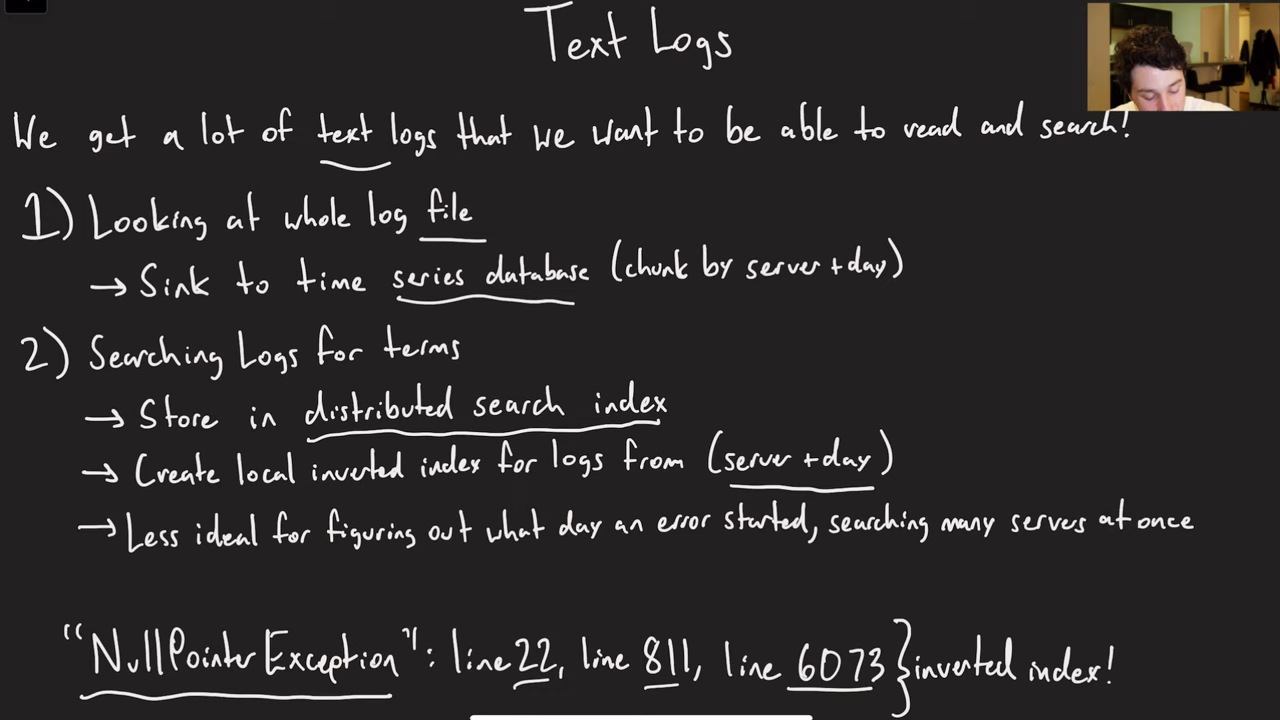 Text Logs
We get a lot of text logs that we want to be able to read and search!
1) Looking at whole log file
→ Sink to time series database (chunk by server + day)
2) Searching Logs for terms
→ Store in distributed search index
→ Create local inverted index for logs from (server + day)
→ Less ideal for figuring out what day an error started, searching many servers at once
"NullPointerException": line 22, line 811, line 6073 } inverted index!